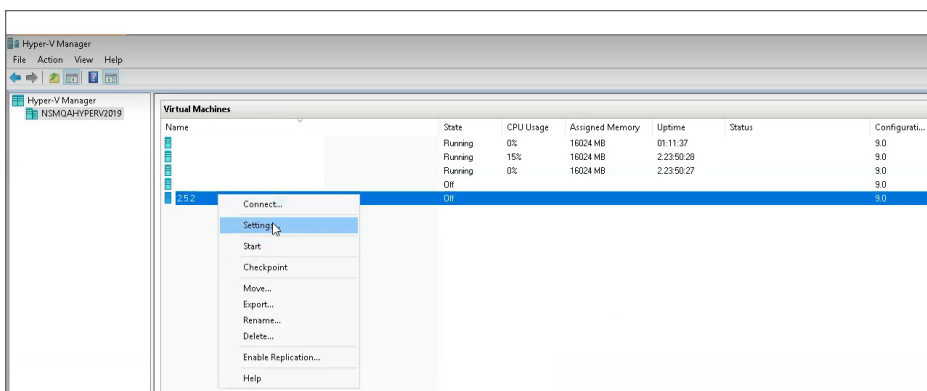 Hyper-V Manager
File Action View Help
Hyper-V Manager
NSMQAHYPERV2019
Virtual Machines
Name State CPU Usage Assigned Memory Uptime Status Configurati...
Running 0% 16024 MB 01:11:37 9.0
Running 15% 16024 MB 2.23:50:28 9.0
Running 0% 16024 MB 2.23:50:27 9.0
Off 9.0
2.5.2 Off 9.0
Connect...
Settings...
Start
Checkpoint
Move...
Export...
Rename...
Delete...
Enable Replication...
Help